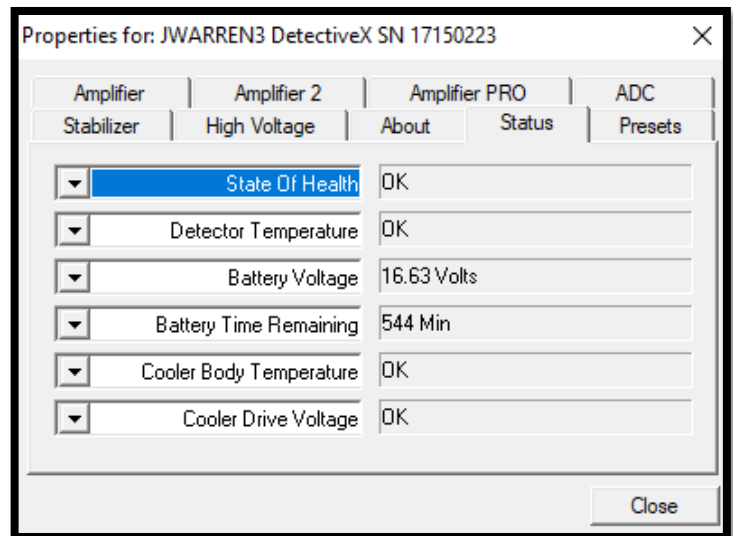 Properties for: JWARREN3 DetectiveX SN 17150223
Amplifier Amplifier 2 Amplifier PRO ADC
Stabilizer High Voltage About Status Presets
State Of Health OK
Detector Temperature OK
Battery Voltage 16.63 Volts
Battery Time Remaining 544 Min
Cooler Body Temperature OK
Cooler Drive Voltage OK
Close